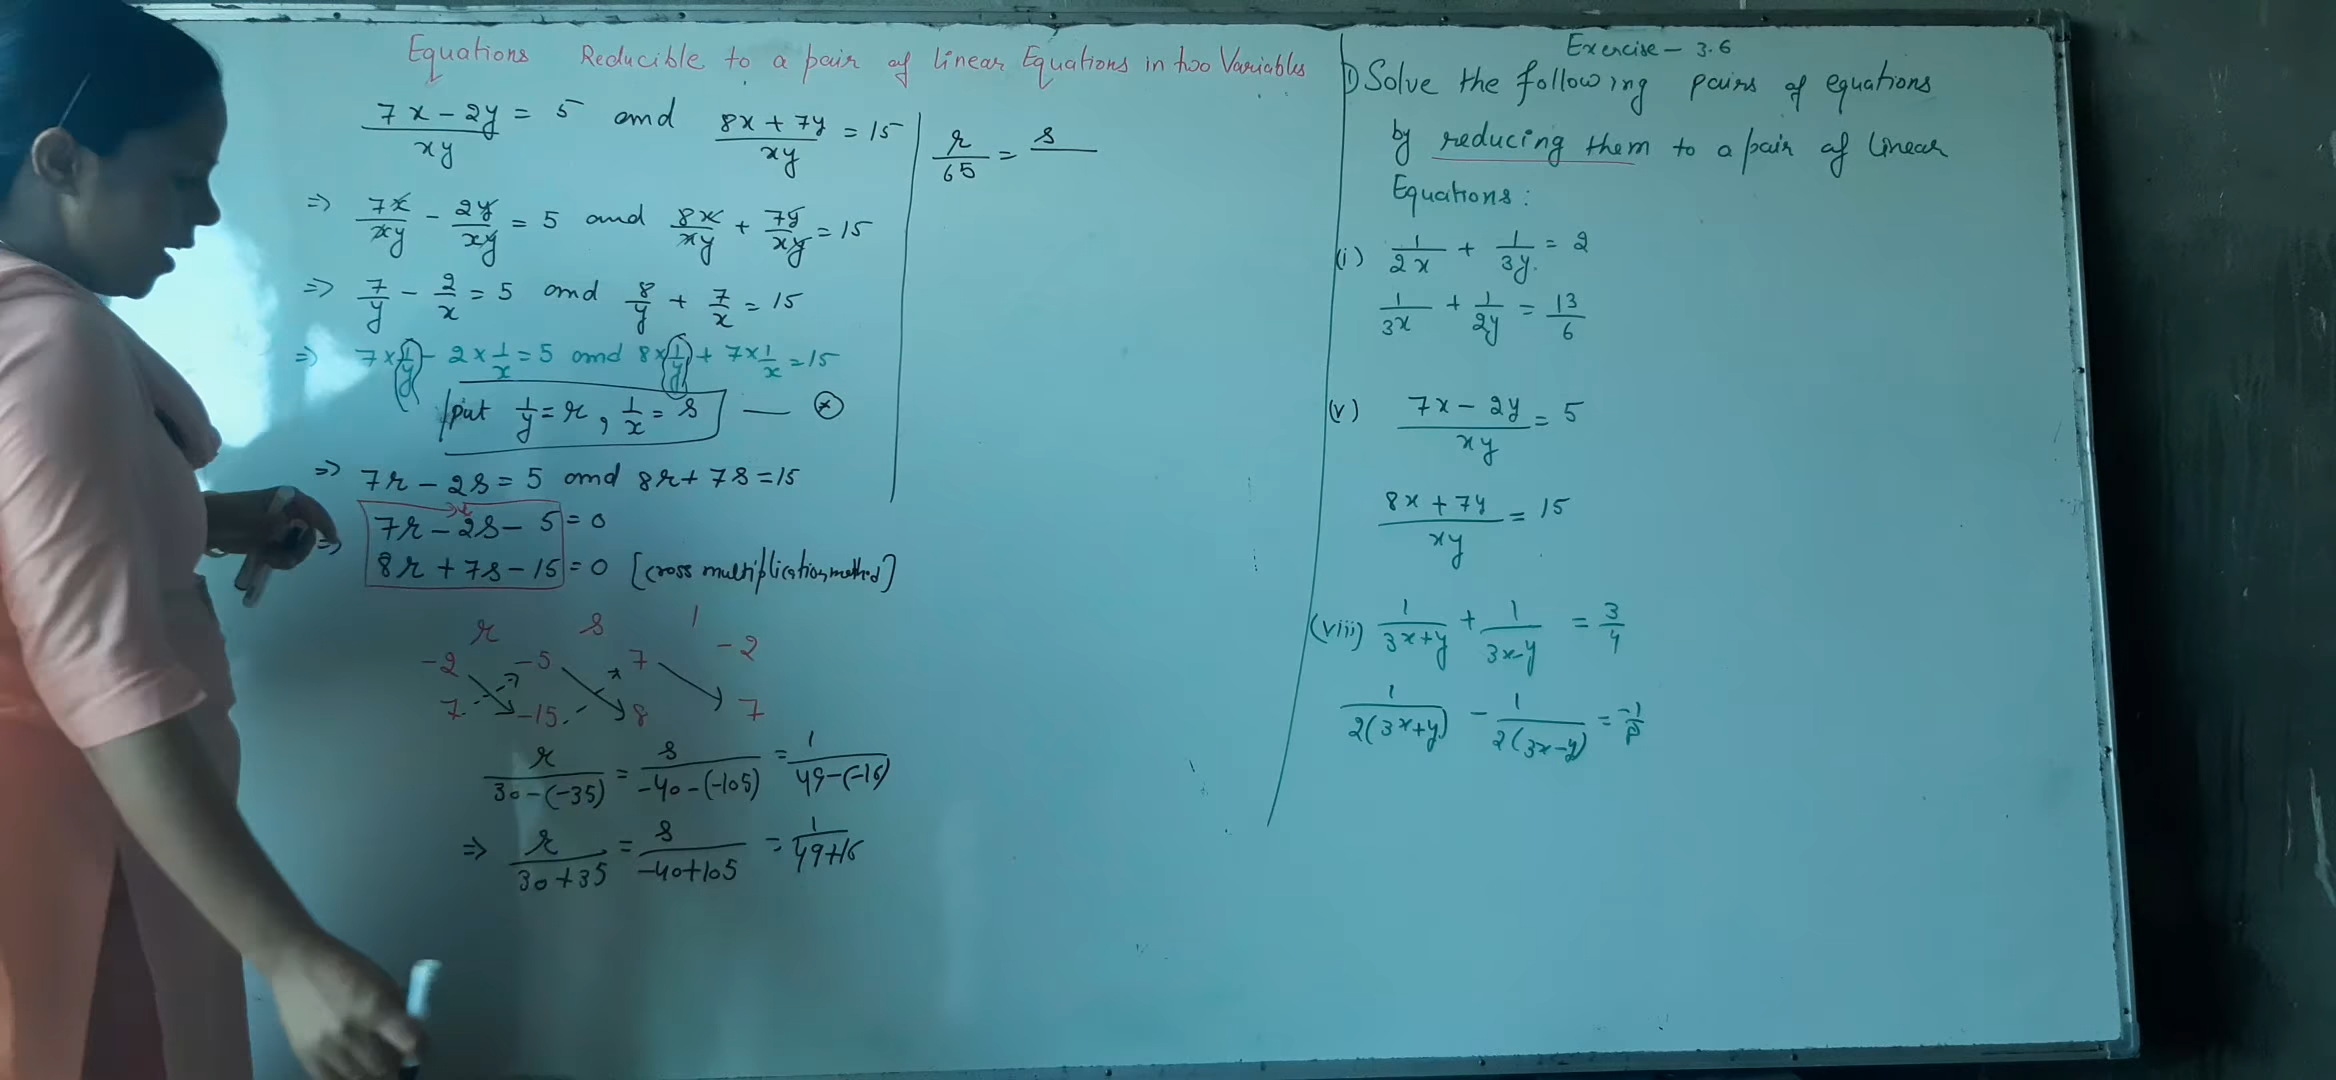 Equations Reducible to a pair of linear Equations in two Variables
7x - 2y / xy = 5 and 8x + 7y / xy = 15
=> 7x/xy - 2y/xy = 5 and 8x/xy + 7y/xy = 15
=> 7/y - 2/x = 5 and 8/y + 7/x = 15
=> 7 x 1/y - 2 x 1/x = 5 and 8 x 1/y + 7 x 1/x = 15
put 1/y = r, 1/x = s — *
=> 7r - 2s = 5 and 8r + 7s = 15
=> 7r - 2s - 5 = 0
8r + 7s - 15 = 0 [cross multiplication method]
r s 1
-2 -5 7 -2
7 -15 8 7
r/30-(-35) = s/-40-(-105) = 1/49-(-16)
=> r/30+35 = s/-40+105 = 1/49+16
r/65 = s/
Exercise - 3.6
1) Solve the following pairs of equations
by reducing them to a pair of linear
Equations:
(i) 1/2x + 1/3y = 2
1/3x + 1/2y = 13/6
(v) 7x - 2y / xy = 5
8x + 7y / xy = 15
(viii) 1/3x+y + 1/3x-y = 3/4
1/2(3x+y) - 1/2(3x-y) = -1/8